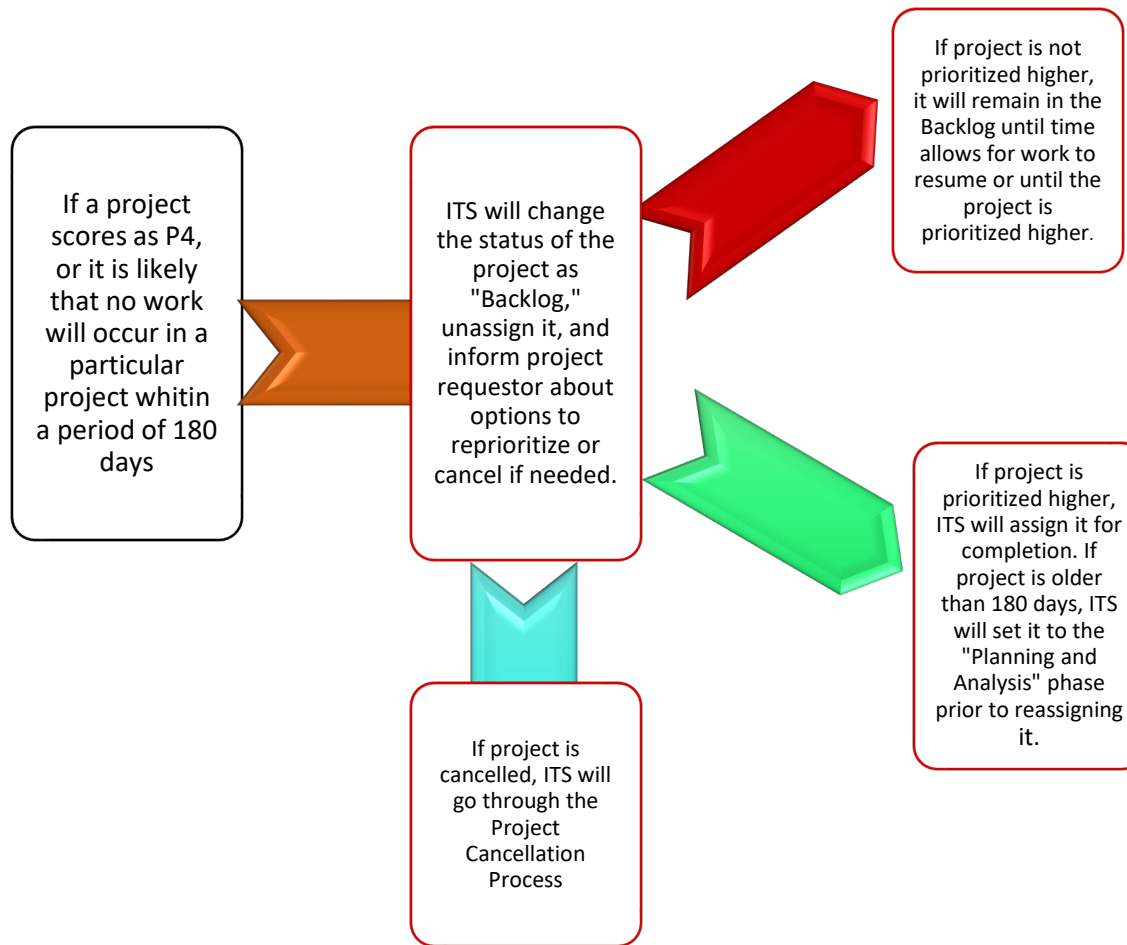 If a project
scores as P4,
or it is likely
that no work
will occur in a
particular
project whitin
a period of 180
days
ITS will change
the status of the
project as
"Backlog,"
unassign it, and
inform project
requestor about
options to
reprioritize or
cancel if needed.
If project is not
prioritized higher,
it will remain in the
Backlog until time
allows for work to
resume or until the
project is
prioritized higher.
If project is
prioritized higher,
ITS will assign it for
completion. If
project is older
than 180 days, ITS
will set it to the
"Planning and
Analysis" phase
prior to reassigning
it.
If project is
cancelled, ITS will
go through the
Project
Cancellation
Process